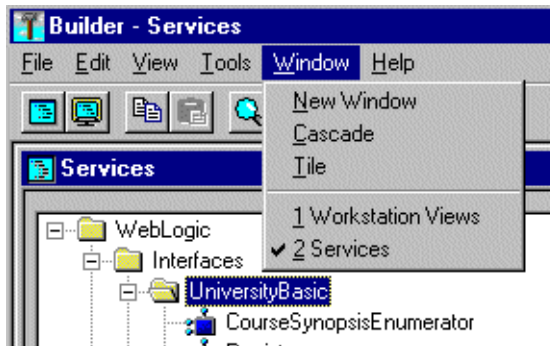 Builder - Services
File Edit View Tools Window Help
New Window
Cascade
Tile
1 Workstation Views
2 Services
Services
WebLogic
Interfaces
UniversityBasic
CourseSynopsisEnumerator